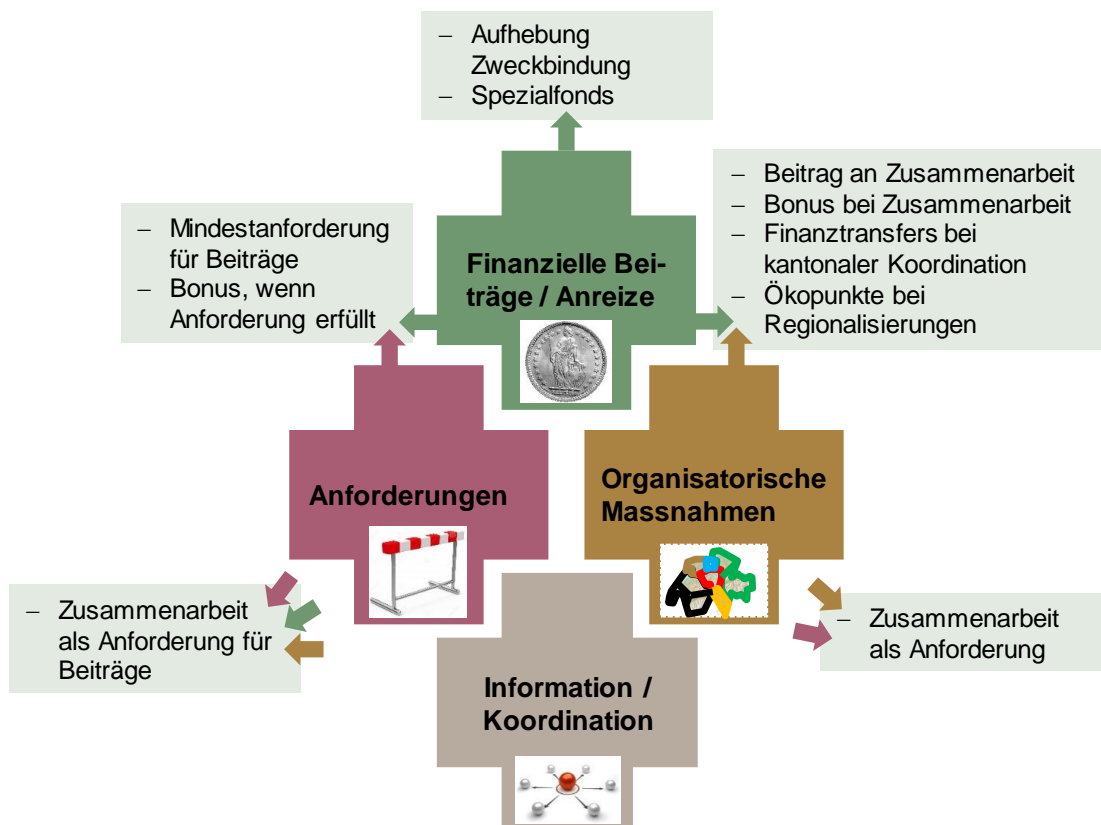 – Aufhebung
Zweckbindung
– Spezialfonds
– Beitrag an Zusammenarbeit
– Bonus bei Zusammenarbeit
– Finanztransfers bei
kantonaler Koordination
– Ökopunkte bei
Regionalisierungen
– Mindestanforderung
für Beiträge
– Bonus, wenn
Anforderung erfüllt
Finanzielle Bei-
träge / Anreize
Anforderungen
Organisatorische
Massnahmen
– Zusammenarbeit
als Anforderung für
Beiträge
– Zusammenarbeit
als Anforderung
Information /
Koordination